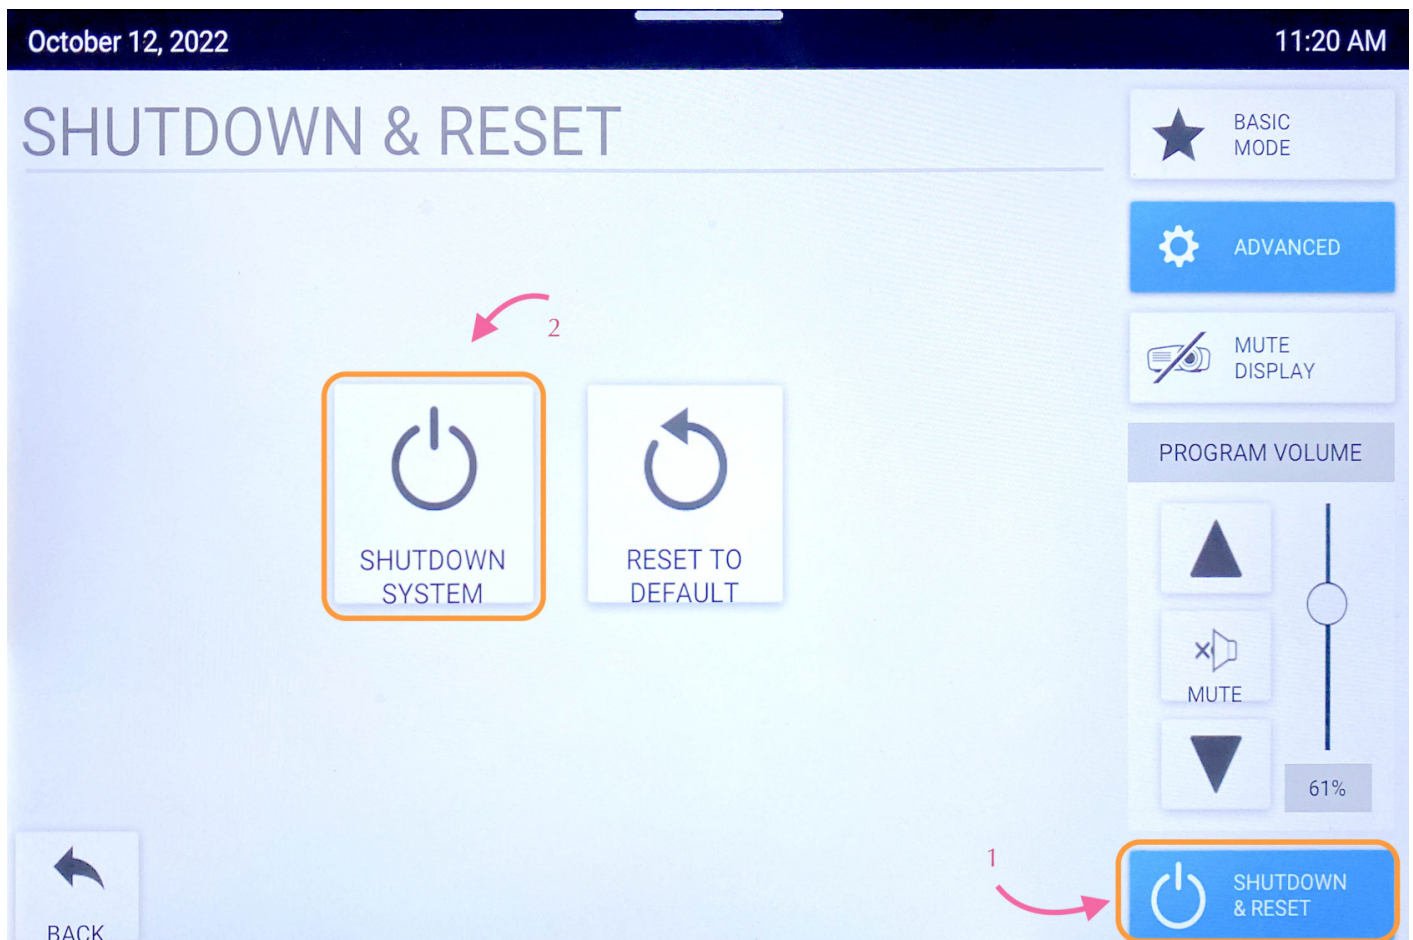 October 12, 2022
11:20 AM
SHUTDOWN & RESET
BASIC
MODE
ADVANCED
MUTE
DISPLAY
PROGRAM VOLUME
2
SHUTDOWN
SYSTEM
RESET TO
DEFAULT
MUTE
61%
1
SHUTDOWN
& RESET
BACK